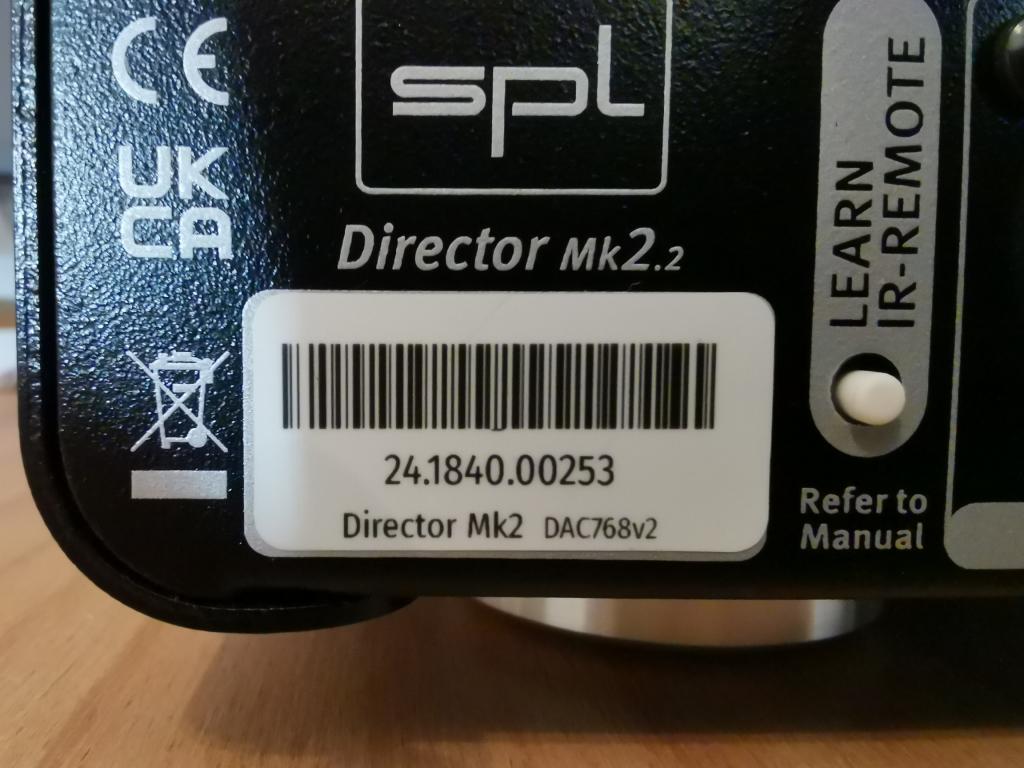 CE
UK
CA
spl
Director Mk2.2
24.1840.00253
Director Mk2 DAC768v2
LEARN
IR-REMOTE
Refer to
Manual